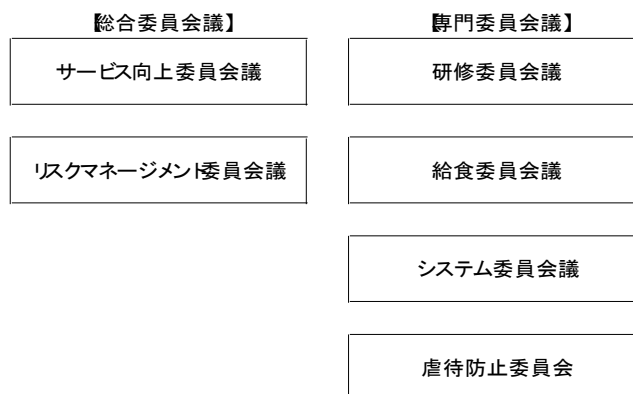 【総合委員会議】
サービス向上委員会議
リスクマネージメント委員会議
【専門委員会議】
研修委員会議
給食委員会議
システム委員会議
虐待防止委員会